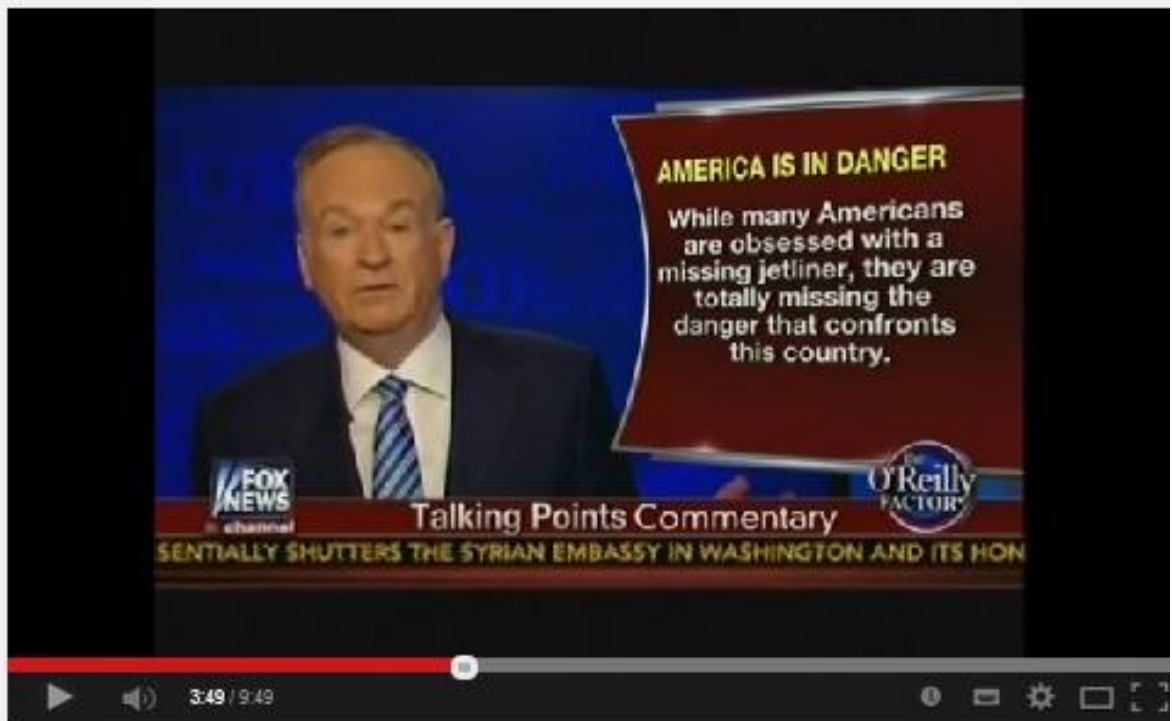 AMERICA IS IN DANGER
While many Americans
are obsessed with a
missing jetliner, they are
totally missing the
danger that confronts
this country.
FOX
NEWS
channel
The
O'Reilly
FACTOR
Talking Points Commentary
SENTIALLY SHUTTERS THE SYRIAN EMBASSY IN WASHINGTON AND ITS HON
3:49 / 9:49